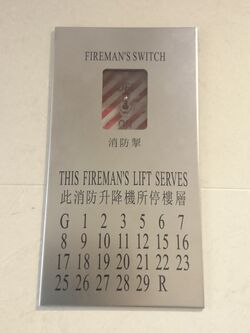 FIREMAN'S SWITCH
消防掣
THIS FIREMAN'S LIFT SERVES
此消防升降機所停樓層
G 1 2 3 5 6 7
8 9 10 11 12 15 16
17 18 19 20 21 22 23
25 26 27 28 29 R